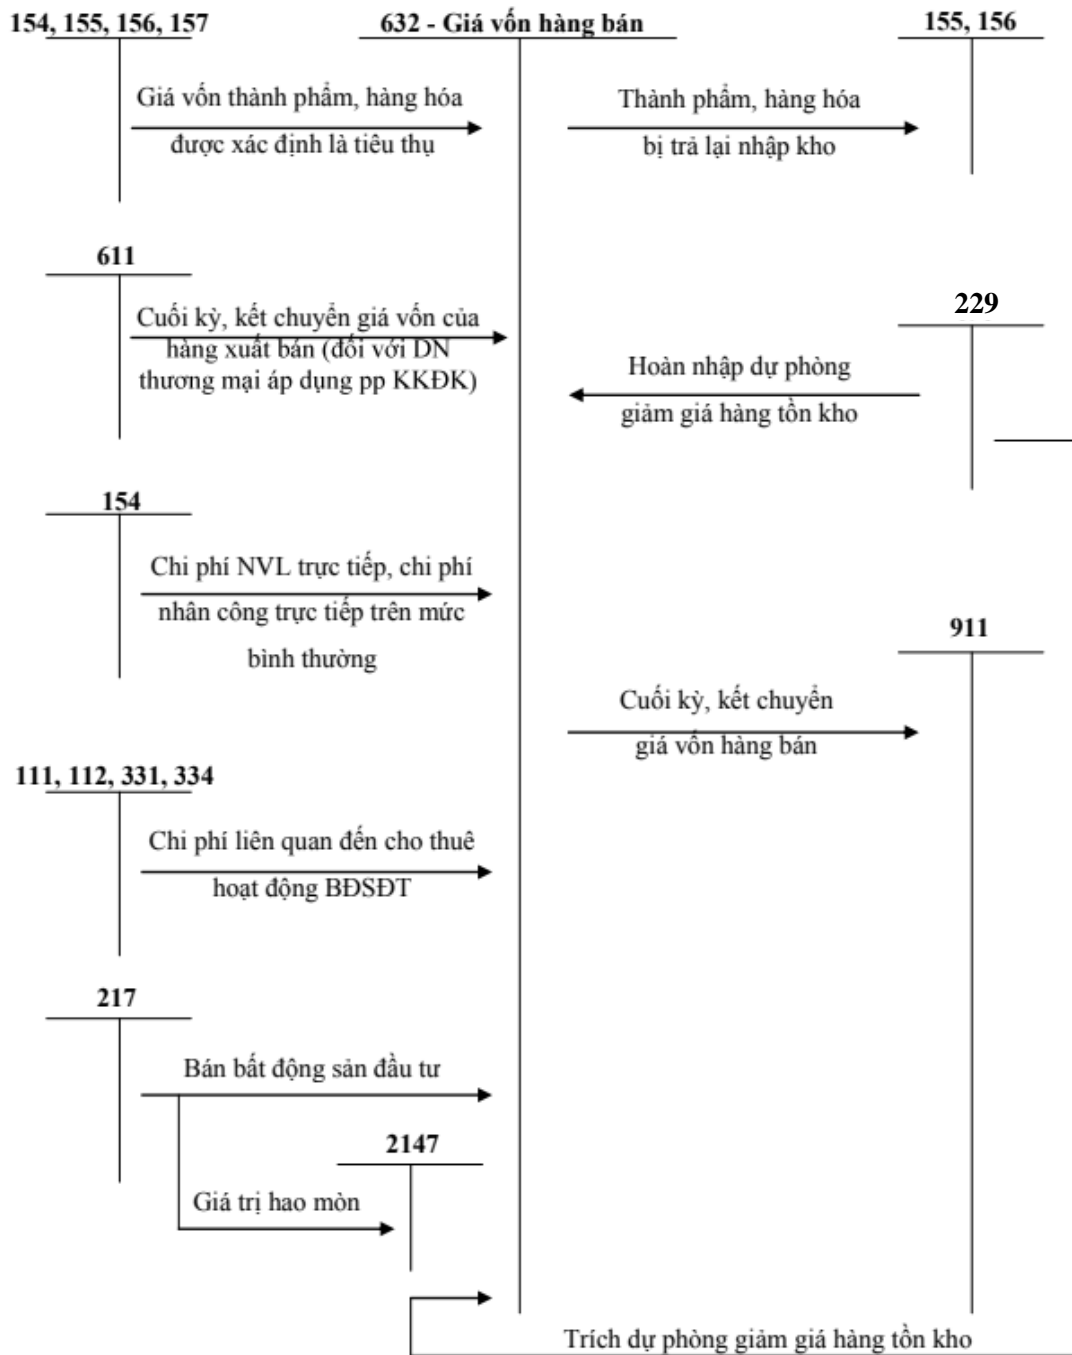 154, 155, 156, 157
632 - Giá vốn hàng bán
155, 156
Giá vốn thành phẩm, hàng hóa
được xác định là tiêu thụ
Thành phẩm, hàng hóa
bị trả lại nhập kho
611
Cuối kỳ, kết chuyển giá vốn của
hàng xuất bán (đối với DN
thương mại áp dụng pp KKĐK)
229
Hoàn nhập dự phòng
giảm giá hàng tồn kho
154
Chi phí NVL trực tiếp, chi phí
nhân công trực tiếp trên mức
bình thường
911
Cuối kỳ, kết chuyển
giá vốn hàng bán
111, 112, 331, 334
Chi phí liên quan đến cho thuê
hoạt động BĐSĐT
217
Bán bất động sản đầu tư
2147
Giá trị hao mòn
Trích dự phòng giảm giá hàng tồn kho